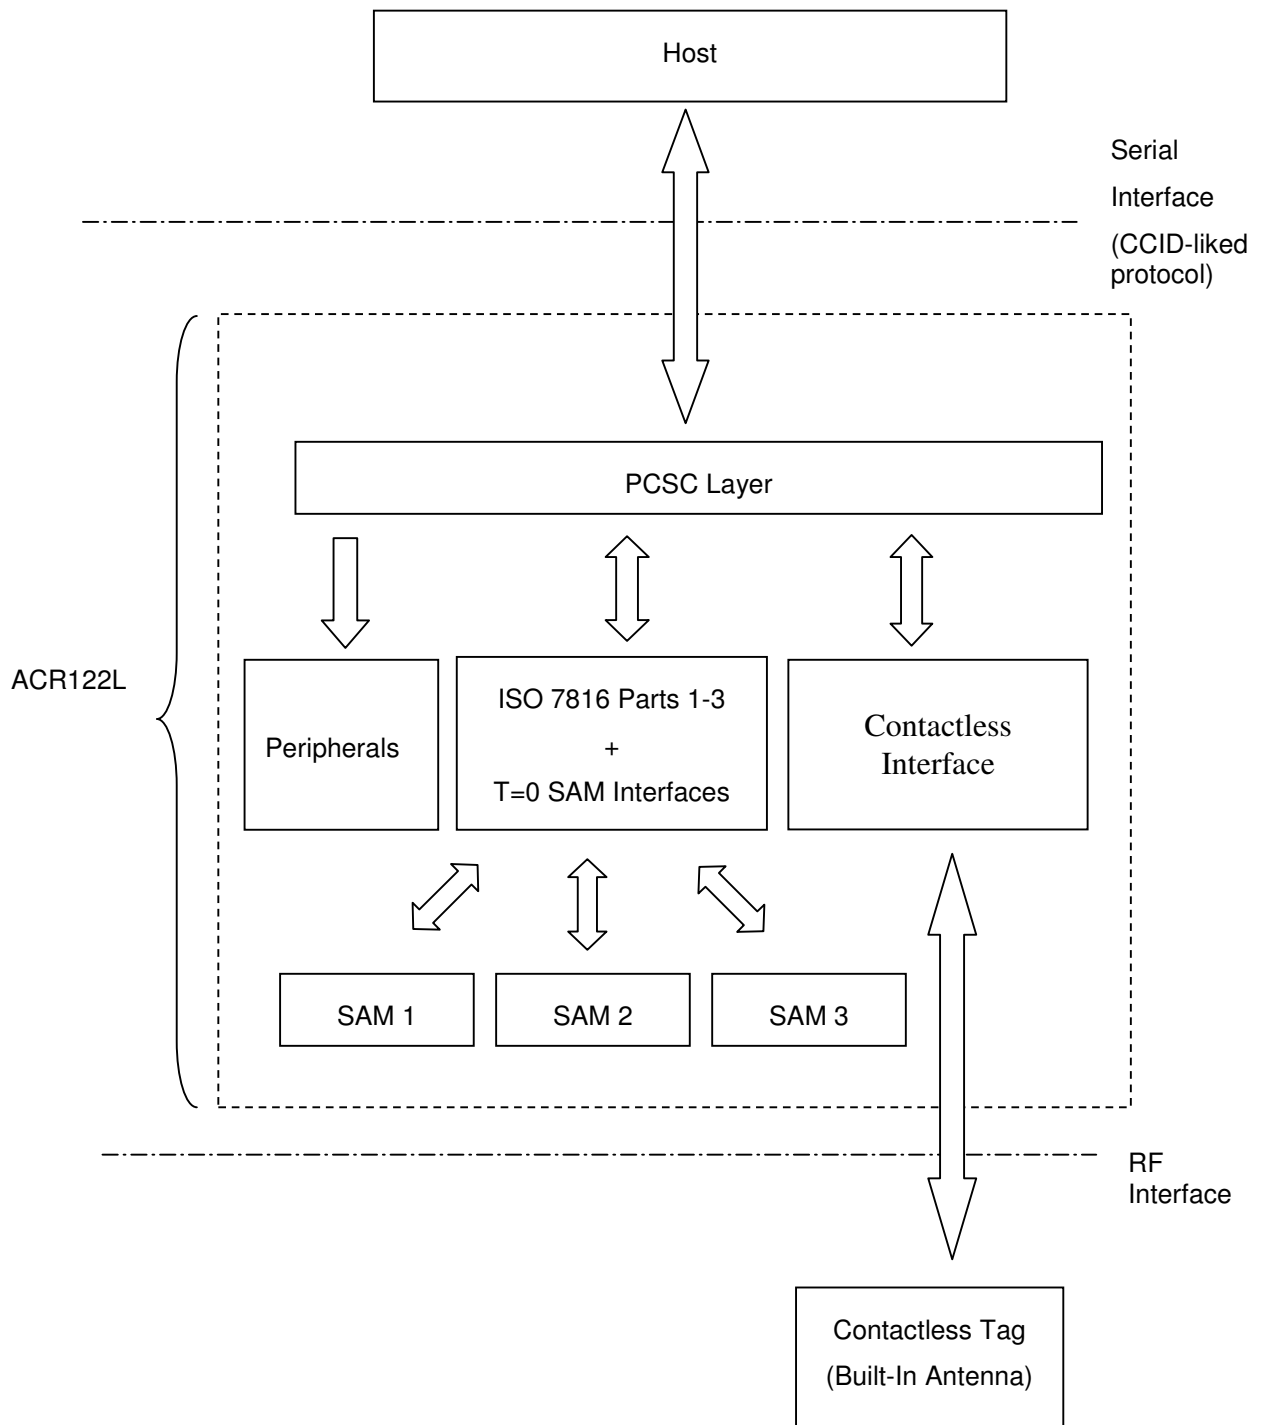 Host
Serial
Interface
(CCID-liked
protocol)
PCSC Layer
ACR122L
Peripherals
ISO 7816 Parts 1-3
+
T=0 SAM Interfaces
Contactless
Interface
SAM 1
SAM 2
SAM 3
RF
Interface
Contactless Tag
(Built-In Antenna)